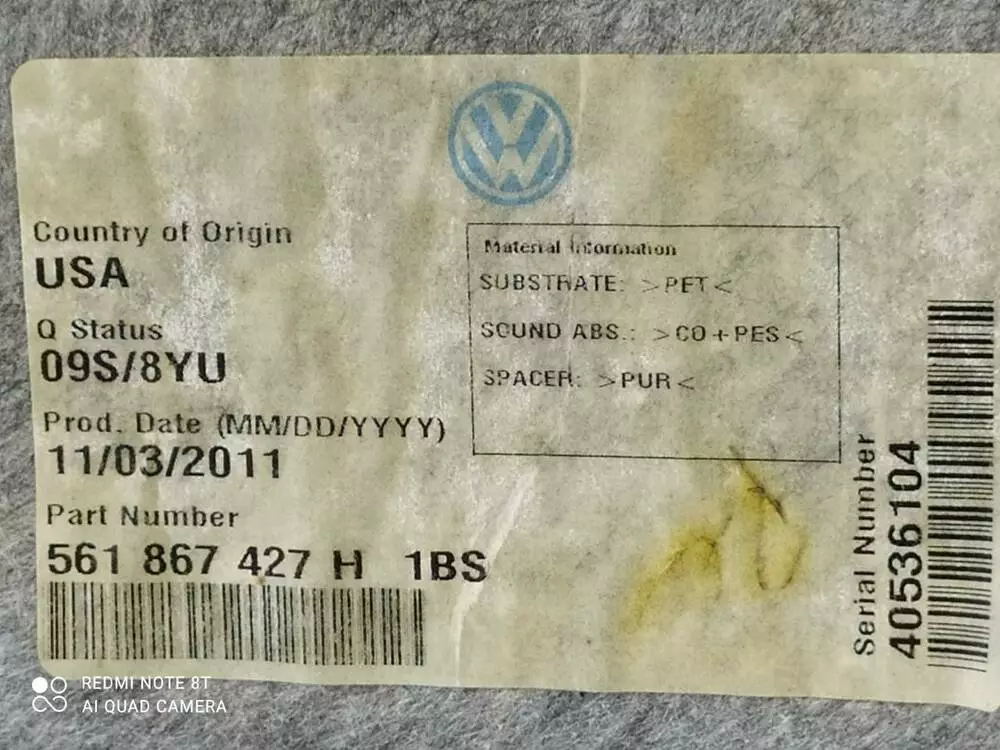 Country of Origin
USA
Q Status
09S/8YU
Prod. Date (MM/DD/YYYY)
11/03/2011
Part Number
561 867 427 H 1BS
Material Information
SUBSTRATE: >PET<
SOUND ABS.: >CO+PES<
SPACER: >PUR<
Serial Number
405336104
REDMI NOTE 8T
AI QUAD CAMERA